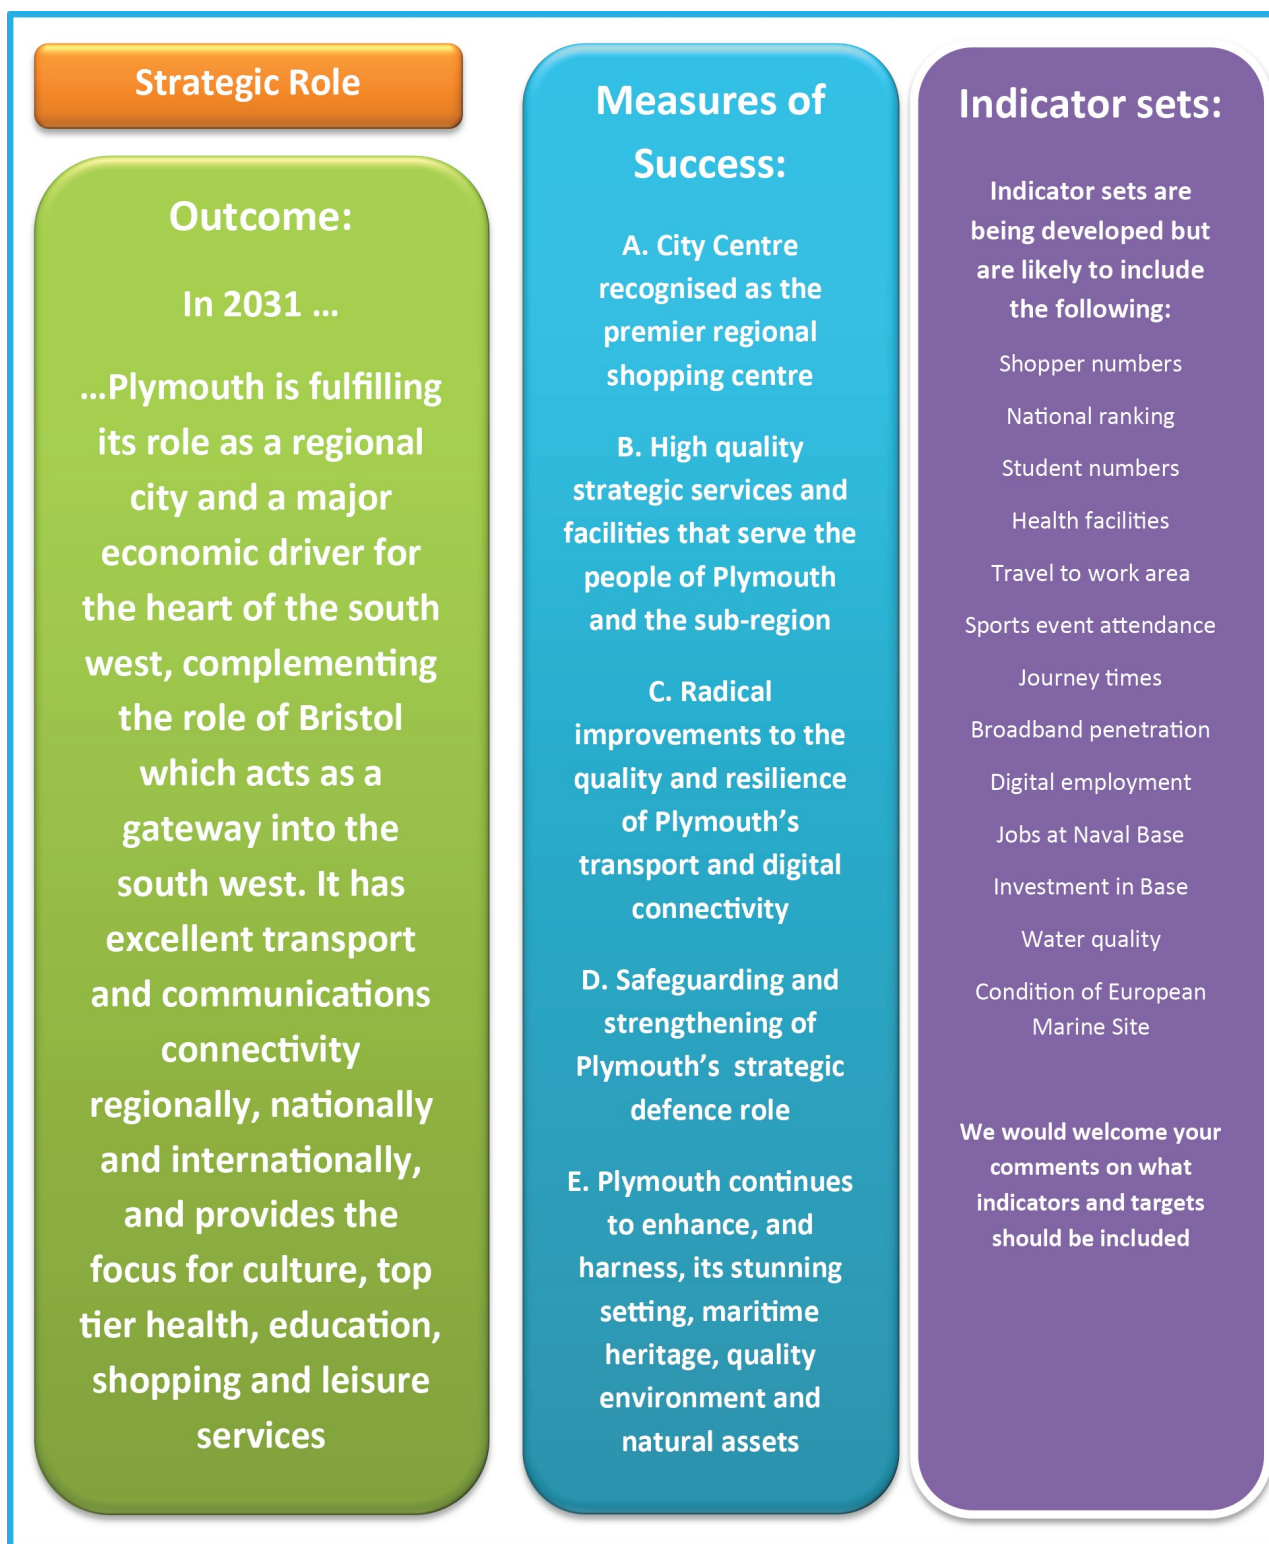 Strategic Role
Outcome:
In 2031 ...
...Plymouth is fulfilling
its role as a regional
city and a major
economic driver for
the heart of the south
west, complementing
the role of Bristol
which acts as a
gateway into the
south west. It has
excellent transport
and communications
connectivity
regionally, nationally
and internationally,
and provides the
focus for culture, top
tier health, education,
shopping and leisure
services
Measures of
Success:
A. City Centre
recognised as the
premier regional
shopping centre
B. High quality
strategic services and
facilities that serve the
people of Plymouth
and the sub-region
C. Radical
improvements to the
quality and resilience
of Plymouth’s
transport and digital
connectivity
D. Safeguarding and
strengthening of
Plymouth’s strategic
defence role
E. Plymouth continues
to enhance, and
harness, its stunning
setting, maritime
heritage, quality
environment and
natural assets
Indicator sets:
Indicator sets are
being developed but
are likely to include
the following:
Shopper numbers
National ranking
Student numbers
Health facilities
Travel to work area
Sports event attendance
Journey times
Broadband penetration
Digital employment
Jobs at Naval Base
Investment in Base
Water quality
Condition of European
Marine Site
We would welcome your
comments on what
indicators and targets
should be included